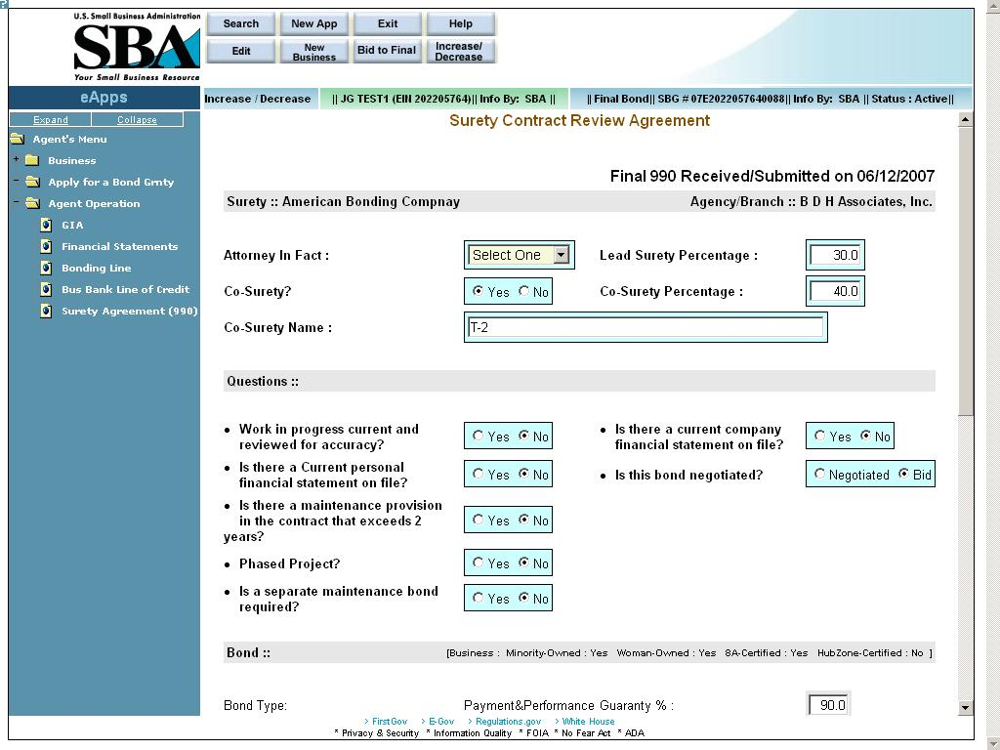 U.S. Small Business Administration
SBA
Your Small Business Resource
Search New App Exit Help
Edit New Business Bid to Final Increase/ Decrease
eApps
Increase / Decrease || JG TEST1 (EIN 202205764)|| Info By: SBA || || Final Bond|| SBG # 07E2022057640088|| Info By: SBA || Status : Active||
Expand Collapse
Agent's Menu
+ Business
- Apply for a Bond Grnty
- Agent Operation
GIA
Financial Statements
Bonding Line
Bus Bank Line of Credit
Surety Agreement (990)
Surety Contract Review Agreement
Final 990 Received/Submitted on 06/12/2007
Surety :: American Bonding Compnay Agency/Branch :: B D H Associates, Inc.
Attorney In Fact : Select One Lead Surety Percentage : 30.0
Co-Surety? Yes No Co-Surety Percentage : 40.0
Co-Surety Name : T-2
Questions ::
• Work in progress current and reviewed for accuracy? Yes No • Is there a current company financial statement on file? Yes No
• Is there a Current personal financial statement on file? Yes No • Is this bond negotiated? Negotiated Bid
• Is there a maintenance provision in the contract that exceeds 2 years? Yes No
• Phased Project? Yes No
• Is a separate maintenance bond required? Yes No
Bond :: [Business : Minority-Owned : Yes Woman-Owned : Yes 8A-Certified : Yes HubZone-Certified : No ]
Bond Type: Payment&Performance Guaranty % : 90.0
> FirstGov > E-Gov > Regulations.gov > White House
* Privacy & Security * Information Quality * FOIA * No Fear Act * ADA